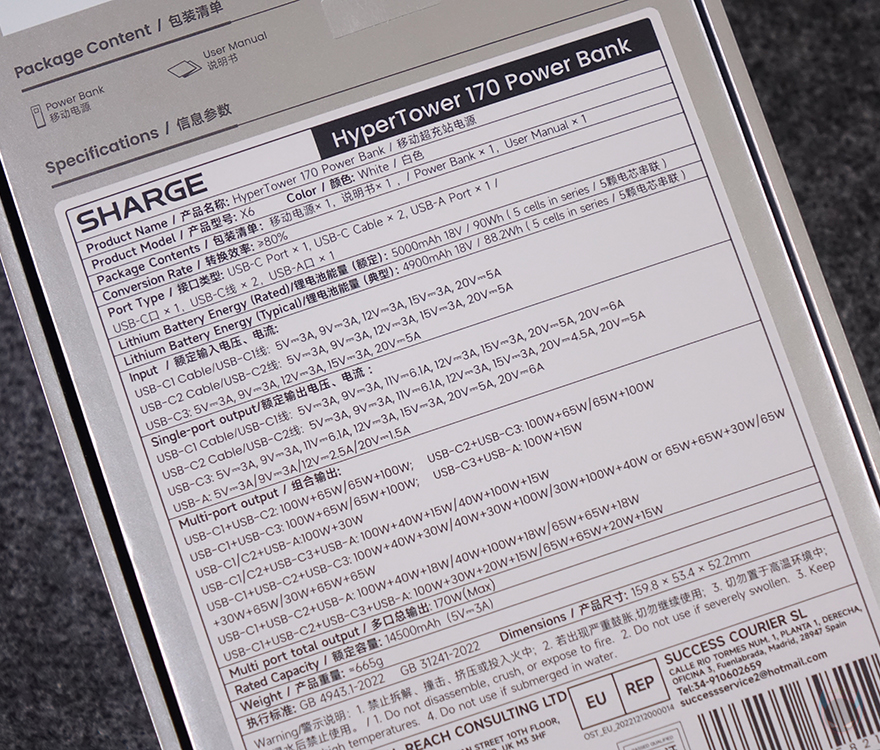 Package Content / 包装清单
Power Bank
移动电源
User Manual
说明书
Specifications / 信息参数
SHARGE
HyperTower 170 Power Bank
Product Name / 产品名称: HyperTower 170 Power Bank / 移动超充站电源
Product Model / 产品型号: X6 Color / 颜色: White / 白色
Package Contents / 包装清单: 移动电源×1, 说明书×1, / Power Bank × 1, User Manual × 1
Conversion Rate / 转换效率: ≥80%
Port Type / 接口类型: USB-C Port × 1, USB-C Cable × 2, USB-A Port × 1 /
USB-C口 × 1, USB-C线 × 2, USB-A口 × 1
Lithium Battery Energy (Rated)/锂电池能量 (额定): 5000mAh 18V / 90Wh ( 5 cells in series / 5颗电芯串联 )
Lithium Battery Energy (Typical)/锂电池能量 (典型): 4900mAh 18V / 88.2Wh ( 5 cells in series / 5颗电芯串联 )
Input / 额定输入电压、电流:
USB-C1 Cable/USB-C1线: 5V⎓3A, 9V⎓3A, 12V⎓3A, 15V⎓3A, 20V⎓5A
USB-C2 Cable/USB-C2线: 5V⎓3A, 9V⎓3A, 12V⎓3A, 15V⎓3A, 20V⎓5A
USB-C3: 5V⎓3A, 9V⎓3A, 12V⎓3A, 15V⎓3A, 20V⎓5A
Single-port output/额定输出电压、电流 :
USB-C1 Cable/USB-C1线: 5V⎓3A, 9V⎓3A, 11V⎓6.1A, 12V⎓3A, 15V⎓3A, 20V⎓5A, 20V⎓6A
USB-C2 Cable/USB-C2线: 5V⎓3A, 9V⎓3A, 11V⎓6.1A, 12V⎓3A, 15V⎓3A, 20V⎓4.5A, 20V⎓5A
USB-C3: 5V⎓3A, 9V⎓3A, 11V⎓6.1A, 12V⎓3A, 15V⎓3A, 20V⎓5A, 20V⎓6A
USB-A: 5V⎓3A/9V⎓3A/12V⎓2.5A/20V⎓1.5A
Multi-port output / 组合输出:
USB-C1+USB-C2: 100W+65W/65W+100W; USB-C2+USB-C3: 100W+65W/65W+100W
USB-C1+USB-C3: 100W+65W/65W+100W; USB-C3+USB-A: 100W+15W
USB-C1/C2+USB-A:100W+30W
USB-C1/C2+USB-C3+USB-A: 100W+40W+15W/40W+100W+15W
USB-C1+USB-C2+USB-C3: 100W+40W+30W/40W+30W+100W/30W+100W+40W or 65W+65W+30W/65W
+30W+65W/30W+65W+65W
USB-C1+USB-C2+USB-A: 100W+40W+18W/40W+100W+18W/65W+65W+18W
USB-C1+USB-C2+USB-C3+USB-A: 100W+30W+20W+15W/65W+65W+20W+15W
Multi port total output / 多口总输出: 170W(Max)
Rated Capacity / 额定容量: 14500mAh (5V⎓3A)
Weight / 产品重量: ≈665g Dimensions / 产品尺寸: 159.8 × 53.4 × 52.2mm
执行标准: GB 4943.1-2022 GB 31241-2022
Warning/警示说明: 1. 禁止拆解、撞击、挤压或投入火中; 2. 若出现严重鼓胀,切勿继续使用; 3. 切勿置于高温环境中;
水后禁止使用。 /1. Do not disassemble, crush, or expose to fire. 2. Do not use if severely swollen. 3. Keep
high temperatures. 4. Do not use if submerged in water.
REACH CONSULTING LTD
STREET 10TH FLOOR,
UK M3 3HF
EU REP
OST_EU_20221212000014
SUCCESS COURIER SL
CALLE RIO TORMES NUM. 1, PLANTA 1, DERECHA,
OFICINA 3, Fuenlabrada, Madrid, 28947 Spain
Tel:34-910602659
successservice2@hotmail.com